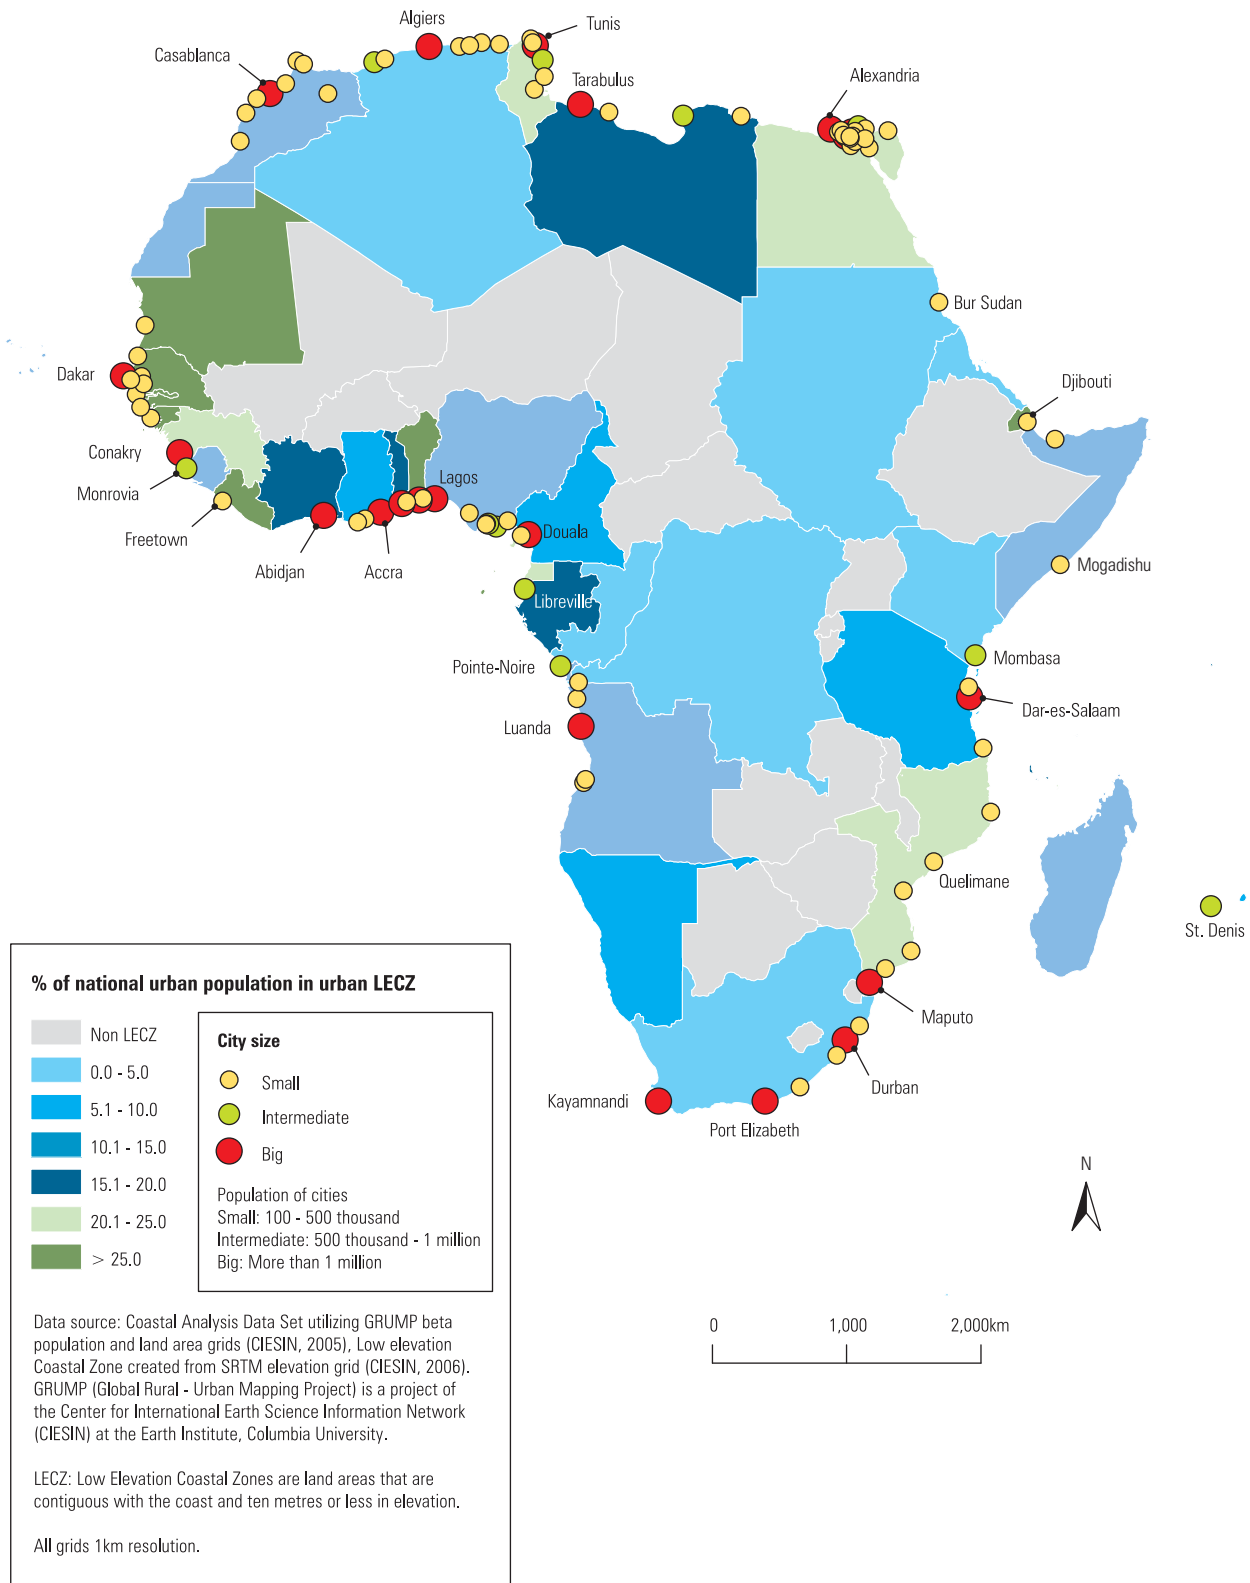 Algiers
Tunis
Casablanca
Tarabulus
Alexandria
Bur Sudan
Dakar
Djibouti
Conakry
Lagos
Monrovia
Freetown
Douala
Abidjan
Accra
Mogadishu
Libreville
Pointe-Noire
Mombasa
Dar-es-Salaam
Luanda
Quelimane
St. Denis
Maputo
Durban
Kayamnandi
Port Elizabeth
N
0 1,000 2,000km
% of national urban population in urban LECZ
Non LECZ
0.0 - 5.0
5.1 - 10.0
10.1 - 15.0
15.1 - 20.0
20.1 - 25.0
> 25.0
City size
Small
Intermediate
Big
Population of cities
Small: 100 - 500 thousand
Intermediate: 500 thousand - 1 million
Big: More than 1 million
Data source: Coastal Analysis Data Set utilizing GRUMP beta
population and land area grids (CIESIN, 2005), Low elevation
Coastal Zone created from SRTM elevation grid (CIESIN, 2006).
GRUMP (Global Rural - Urban Mapping Project) is a project of
the Center for International Earth Science Information Network
(CIESIN) at the Earth Institute, Columbia University.
LECZ: Low Elevation Coastal Zones are land areas that are
contiguous with the coast and ten metres or less in elevation.
All grids 1km resolution.